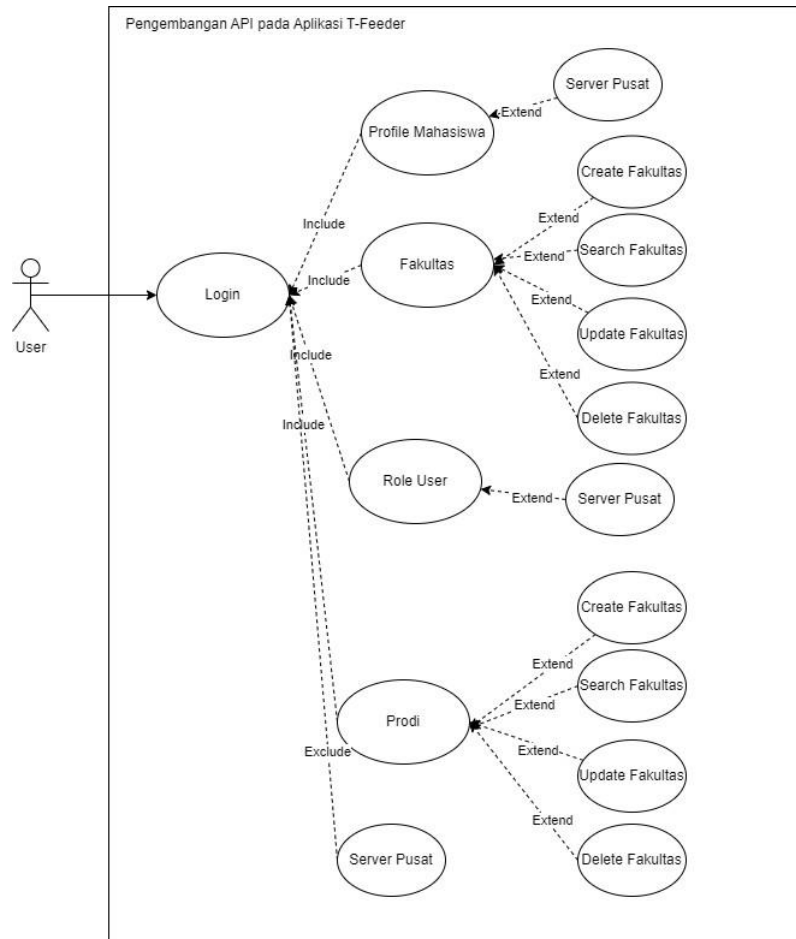 Pengembangan API pada Aplikasi T-Feeder
Server Pusat
Extend
Profile Mahasiswa
Create Fakultas
Extend
Include
Search Fakultas
Extend
Fakultas
Include
Login
Extend
Update Fakultas
User
Include
Extend
Delete Fakultas
Include
Role User
Extend
Server Pusat
Create Fakultas
Extend
Search Fakultas
Extend
Prodi
Exclude
Extend
Update Fakultas
Extend
Server Pusat
Delete Fakultas